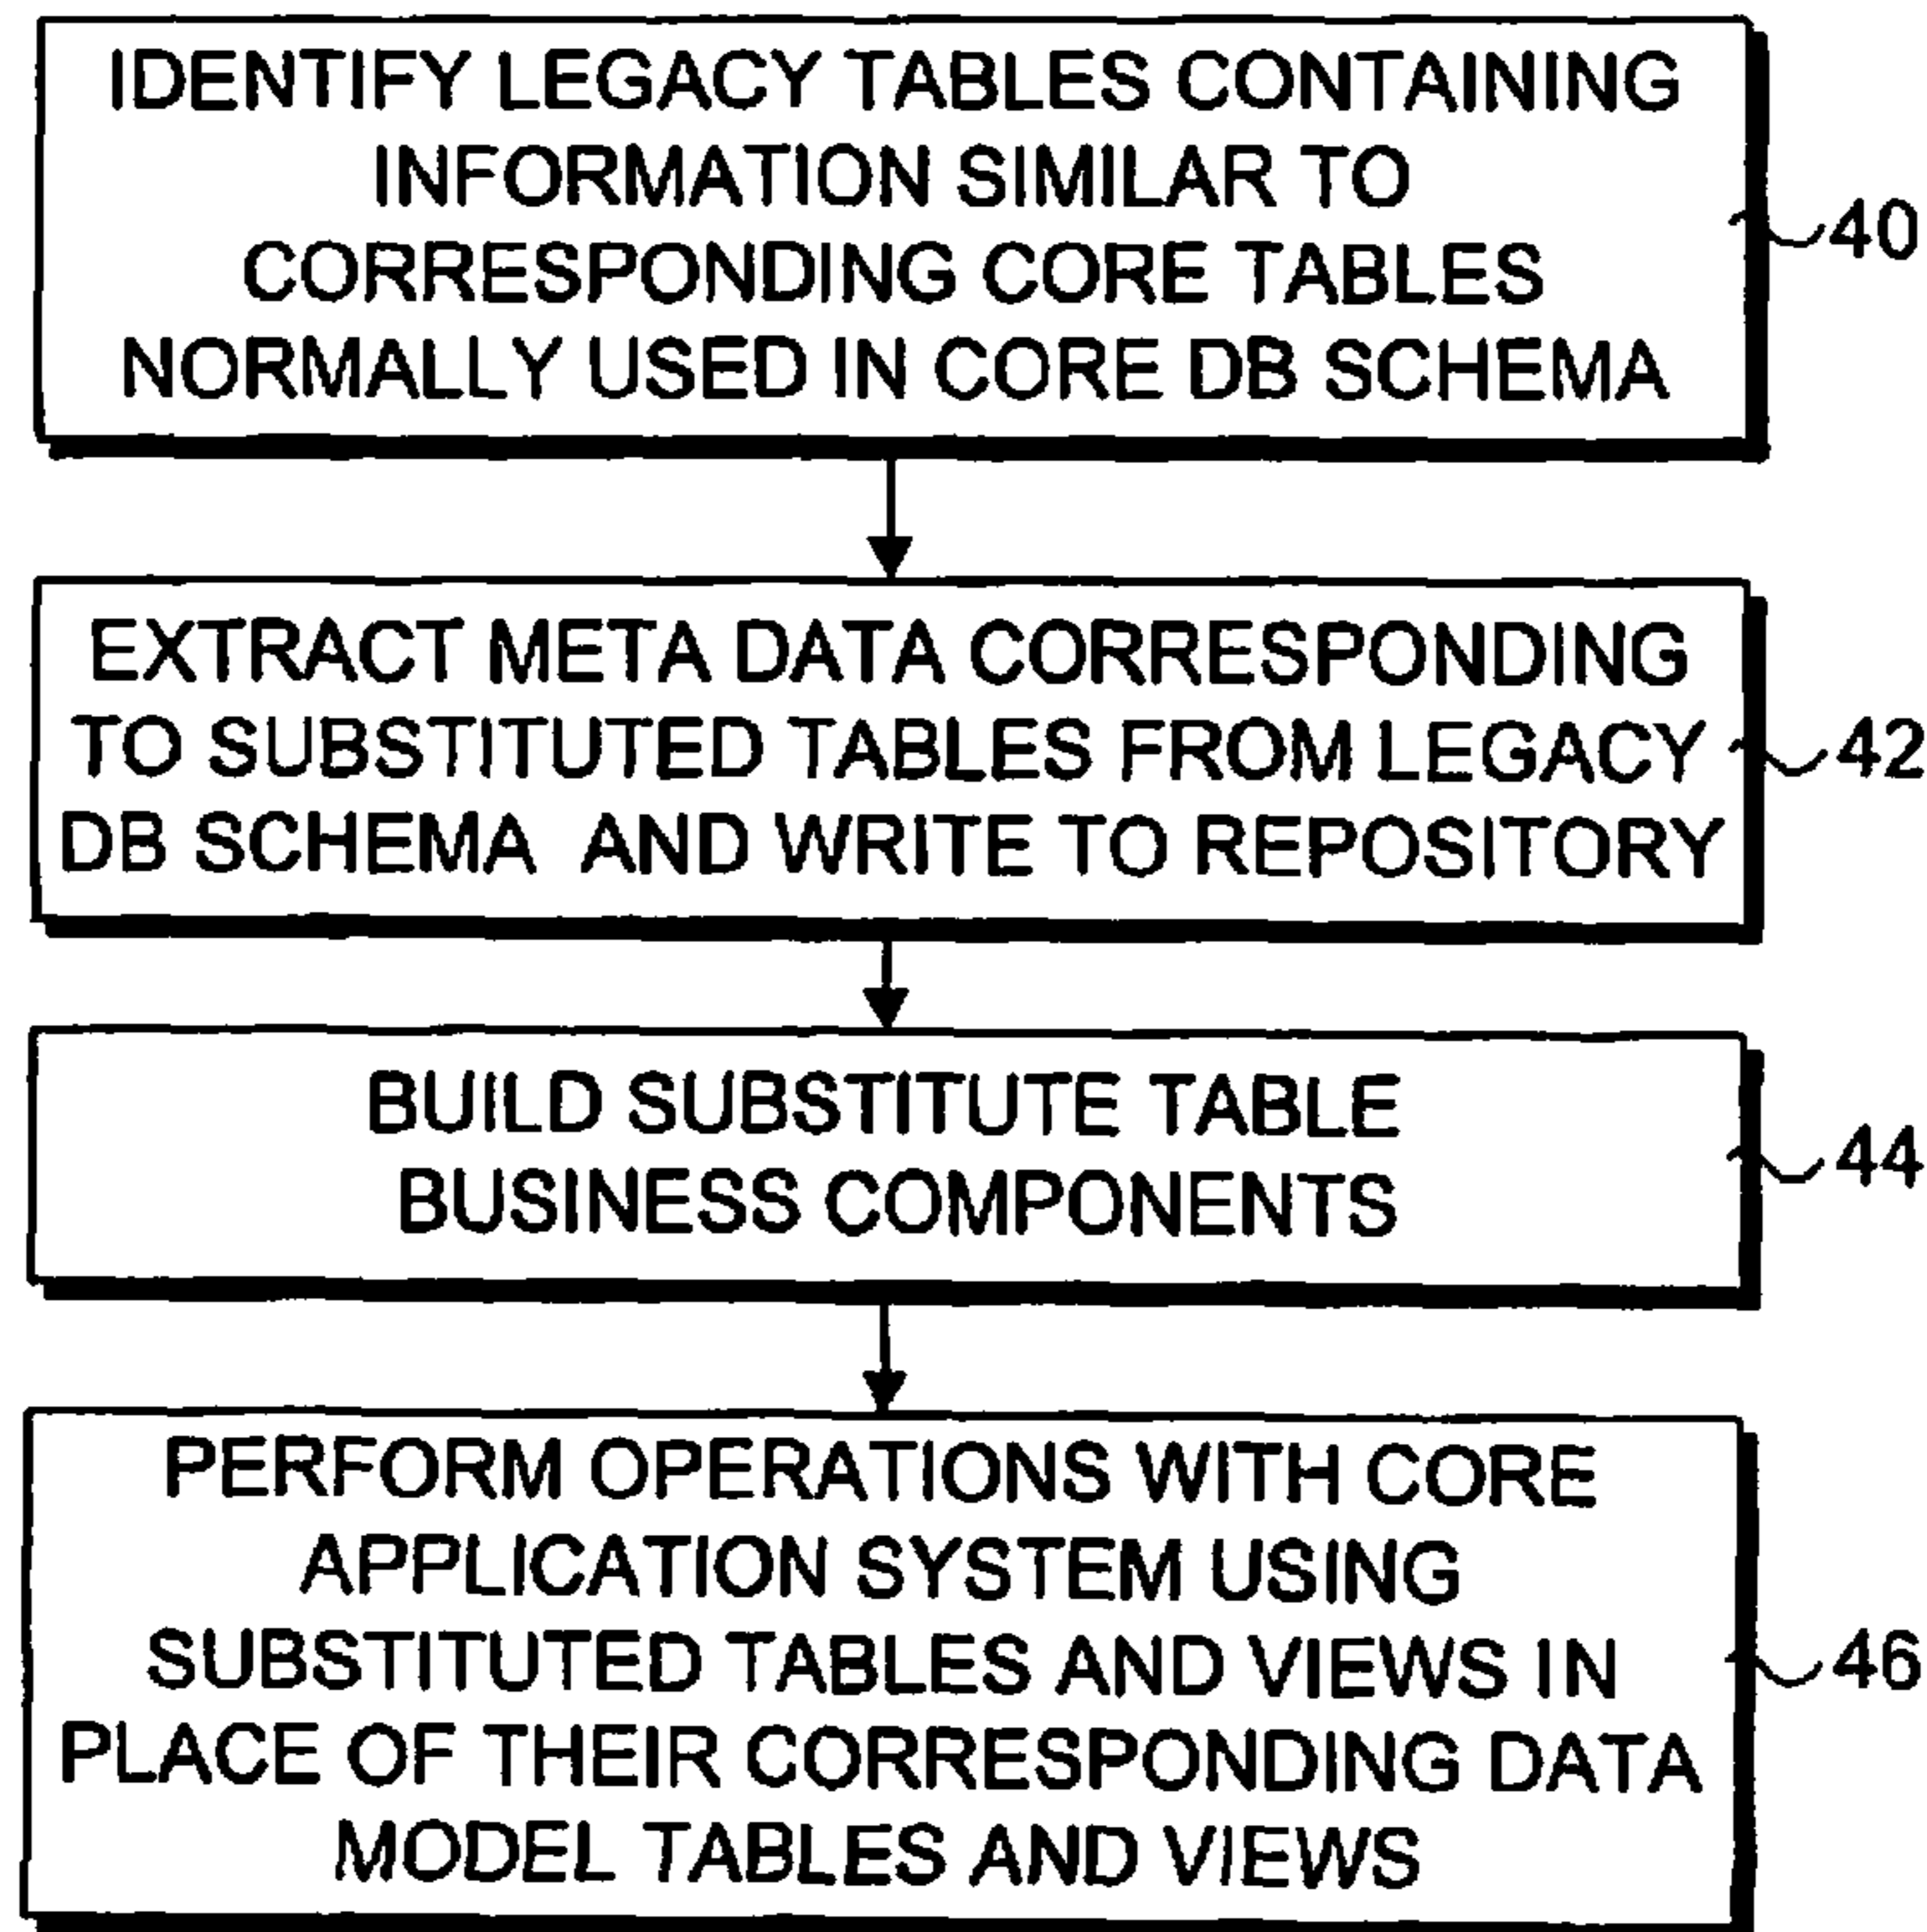 IDENTIFY LEGACY TABLES CONTAINING
INFORMATION SIMILAR TO
CORRESPONDING CORE TABLES
NORMALLY USED IN CORE DB SCHEMA
40
EXTRACT META DATA CORRESPONDING
TO SUBSTITUTED TABLES FROM LEGACY
DB SCHEMA AND WRITE TO REPOSITORY
42
BUILD SUBSTITUTE TABLE
BUSINESS COMPONENTS
44
PERFORM OPERATIONS WITH CORE
APPLICATION SYSTEM USING
SUBSTITUTED TABLES AND VIEWS IN
PLACE OF THEIR CORRESPONDING DATA
MODEL TABLES AND VIEWS
46